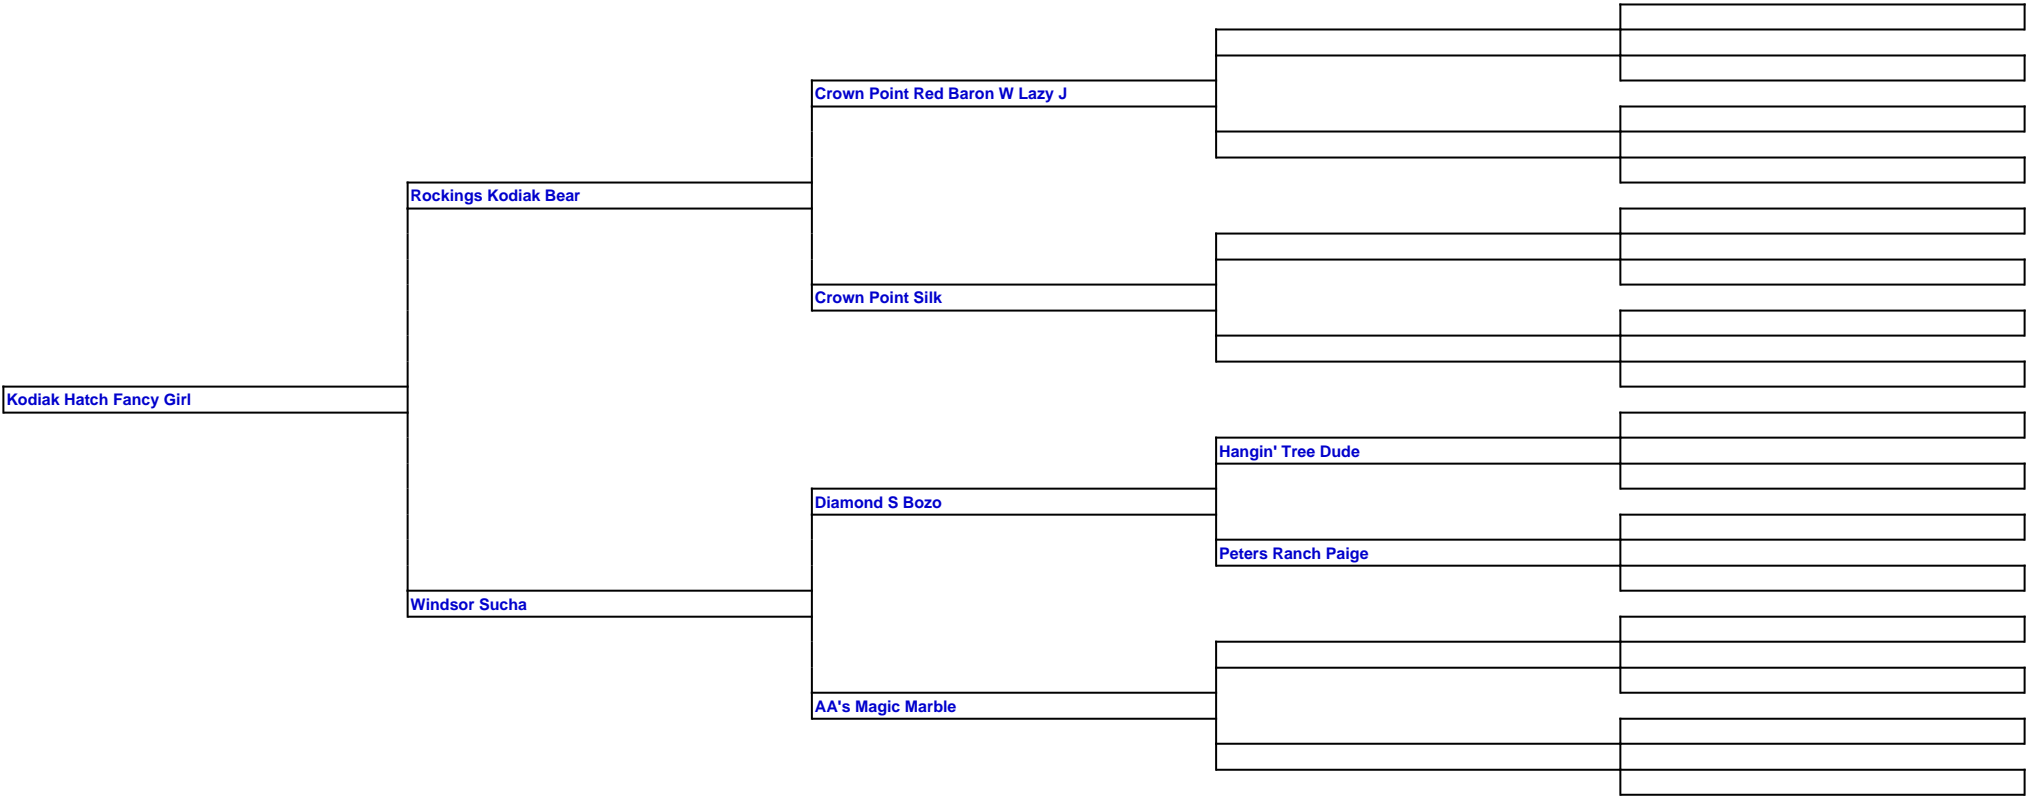 Crown Point Red Baron W Lazy J
Rockings Kodiak Bear
Crown Point Silk
Kodiak Hatch Fancy Girl
Hangin' Tree Dude
Diamond S Bozo
Peters Ranch Paige
Windsor Sucha
AA's Magic Marble